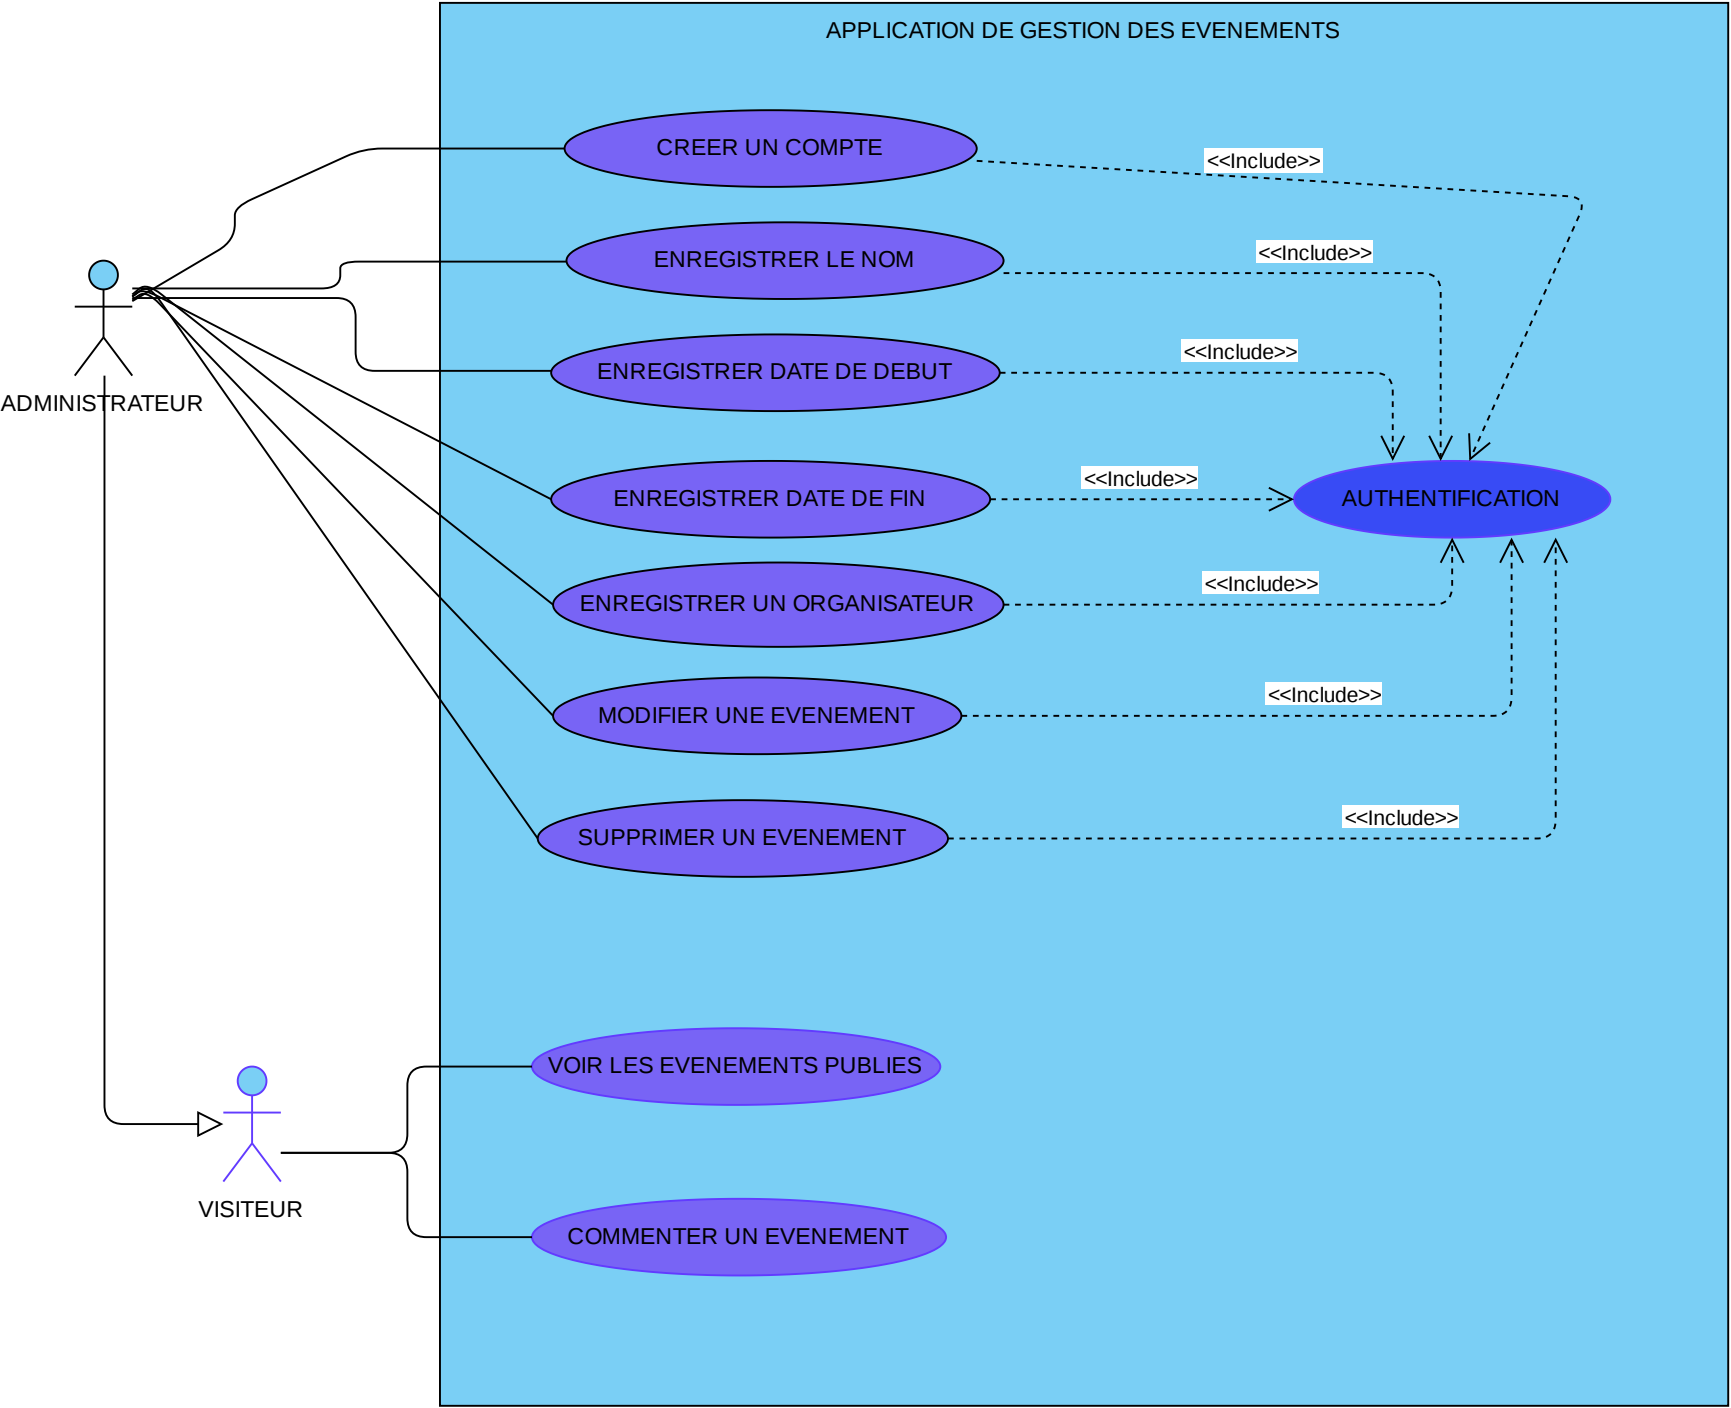 APPLICATION DE GESTION DES EVENEMENTS
CREER UN COMPTE
<<Include>>
ENREGISTRER LE NOM
<<Include>>
ENREGISTRER DATE DE DEBUT
<<Include>>
ADMINISTRATEUR
ENREGISTRER DATE DE FIN
<<Include>>
AUTHENTIFICATION
ENREGISTRER UN ORGANISATEUR
<<Include>>
MODIFIER UNE EVENEMENT
<<Include>>
SUPPRIMER UN EVENEMENT
<<Include>>
VOIR LES EVENEMENTS PUBLIES
VISITEUR
COMMENTER UN EVENEMENT